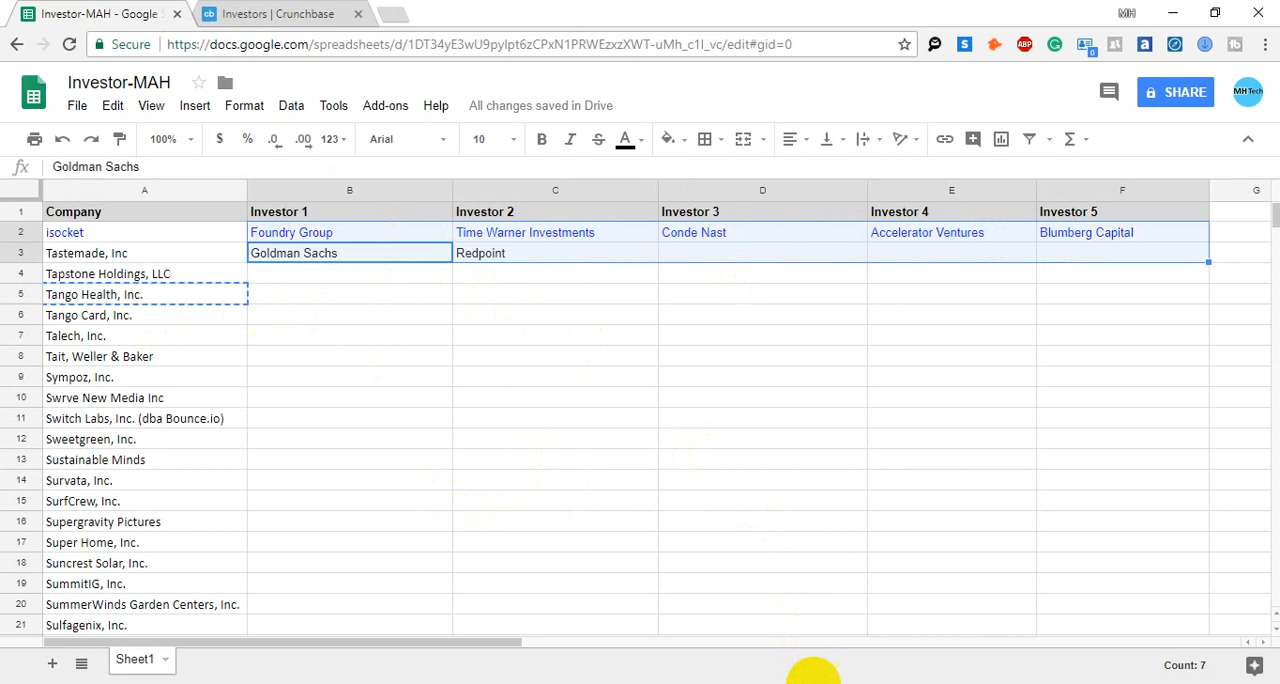 Investor-MAH - Google S
cb Investors | Crunchbase
MH
Secure https://docs.google.com/spreadsheets/d/1DT34yE3wU9pyIpt6zCPxN1PRWEzxzXWT-uMh_c1l_vc/edit#gid=0
S ABP 0 a tb
Investor-MAH
SHARE
MH Tech
File Edit View Insert Format Data Tools Add-ons Help All changes saved in Drive
100% $ % .0 .00 123 Arial 10 B I S A Σ
fx Goldman Sachs
A B C D E F G
1 Company Investor 1 Investor 2 Investor 3 Investor 4 Investor 5
2 isocket Foundry Group Time Warner Investments Conde Nast Accelerator Ventures Blumberg Capital
3 Tastemade, Inc Goldman Sachs Redpoint
4 Tapstone Holdings, LLC
5 Tango Health, Inc.
6 Tango Card, Inc.
7 Talech, Inc.
8 Tait, Weller & Baker
9 Sympoz, Inc.
10 Swrve New Media Inc
11 Switch Labs, Inc. (dba Bounce.io)
12 Sweetgreen, Inc.
13 Sustainable Minds
14 Survata, Inc.
15 SurfCrew, Inc.
16 Supergravity Pictures
17 Super Home, Inc.
18 Suncrest Solar, Inc.
19 SummitIG, Inc.
20 SummerWinds Garden Centers, Inc.
21 Sulfagenix, Inc.
Sheet1
Count: 7